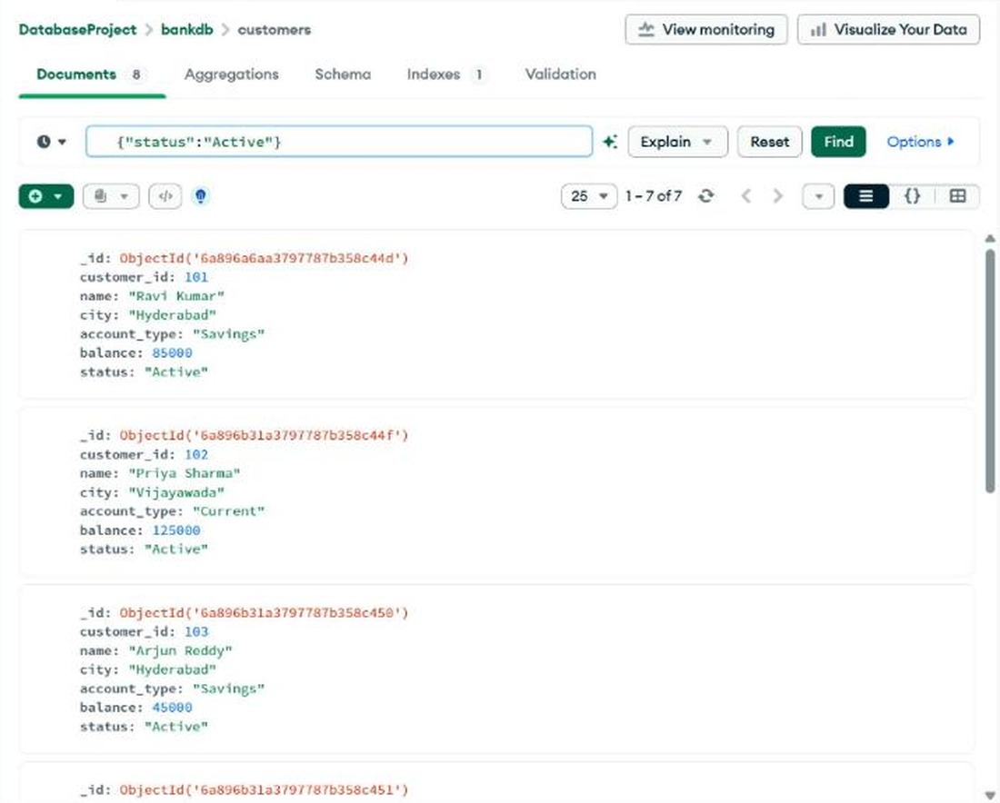 DatabaseProject > bankdb > customers
View monitoring
Visualize Your Data
Documents 8 Aggregations Schema Indexes 1 Validation
{"status":"Active"}
Explain
Reset
Find
Options
25
1 – 7 of 7
_id: ObjectId('6a896a6aa3797787b358c44d')
customer_id: 101
name: "Ravi Kumar"
city: "Hyderabad"
account_type: "Savings"
balance: 85000
status: "Active"
_id: ObjectId('6a896b31a3797787b358c44f')
customer_id: 102
name: "Priya Sharma"
city: "Vijayawada"
account_type: "Current"
balance: 125000
status: "Active"
_id: ObjectId('6a896b31a3797787b358c450')
customer_id: 103
name: "Arjun Reddy"
city: "Hyderabad"
account_type: "Savings"
balance: 45000
status: "Active"
_id: ObjectId('6a896b31a3797787b358c451')